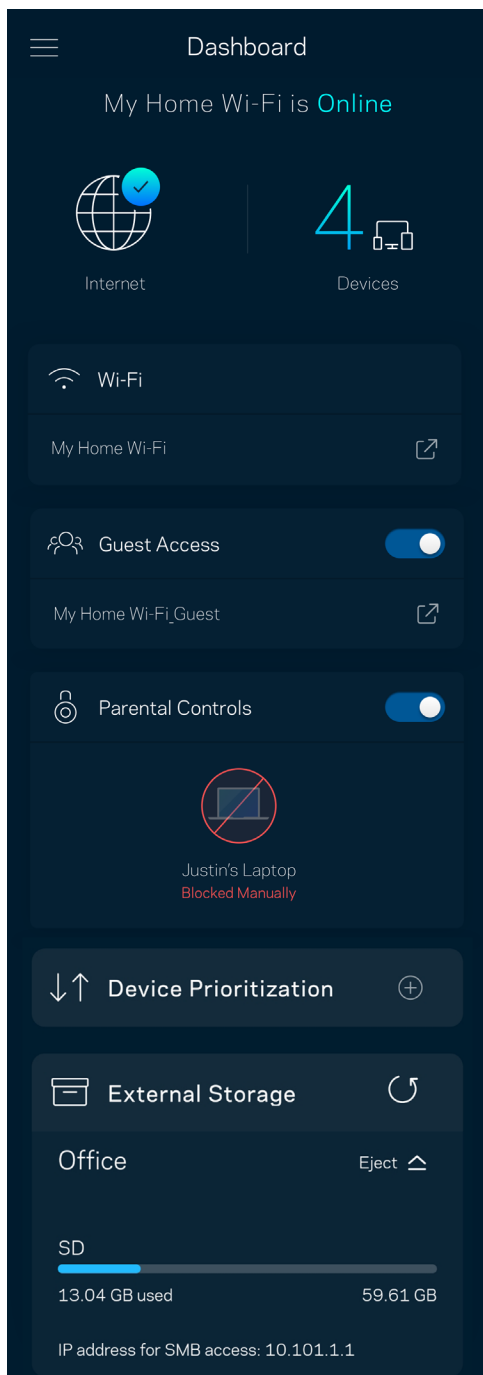 Dashboard
My Home Wi-Fi is Online
4
Internet
Devices
Wi-Fi
My Home Wi-Fi
Guest Access
My Home Wi-Fi_Guest
Parental Controls
Justin's Laptop
Blocked Manually
Device Prioritization
External Storage
Office
Eject
SD
13.04 GB used
59.61 GB
IP address for SMB access: 10.101.1.1